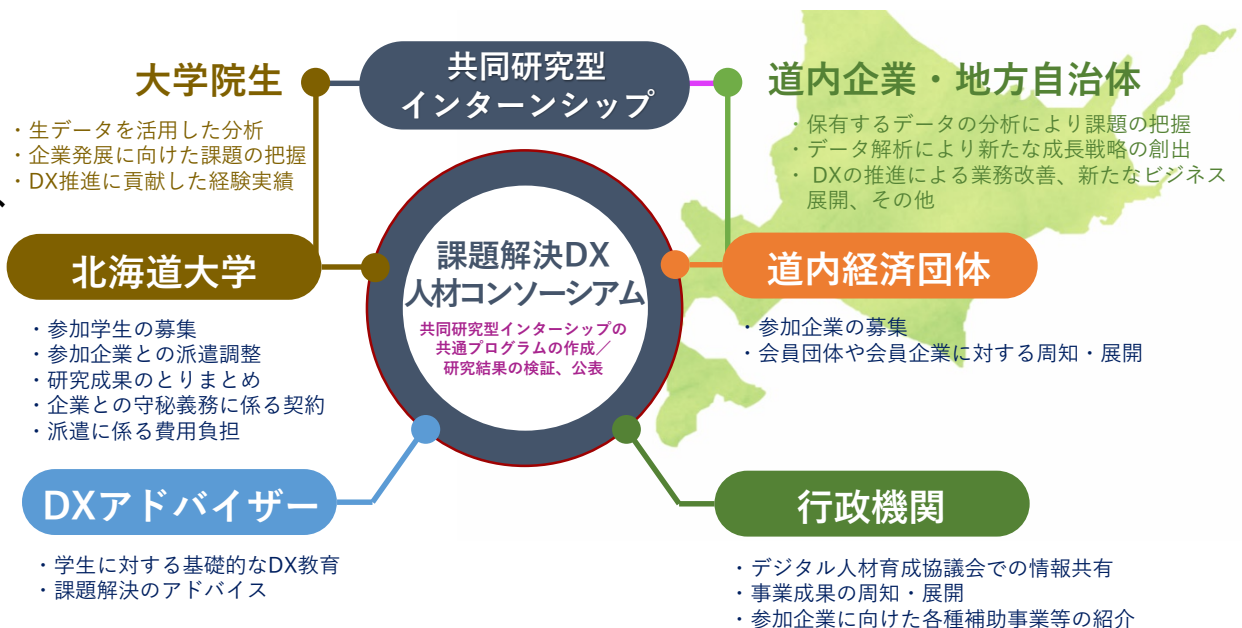 大学院生
・生データを活用した分析
・企業発展に向けた課題の把握
・DX推進に貢献した経験実績
、
共同研究型
インターンシップ
道内企業・地方自治体
・保有するデータの分析により課題の把握
・データ解析により新たな成長戦略の創出
・ DXの推進による業務改善、新たなビジネス
展開、その他
北海道大学
・参加学生の募集
・参加企業との派遣調整
・研究成果のとりまとめ
・企業との守秘義務に係る契約
・派遣に係る費用負担
課題解決DX
人材コンソーシアム
共同研究型インターシップの
共通プログラムの作成／
研究結果の検証、公表
道内経済団体
・参加企業の募集
・会員団体や会員企業に対する周知・展開
DXアドバイザー
・学生に対する基礎的なDX教育
・課題解決のアドバイス
行政機関
・デジタル人材育成協議会での情報共有
・事業成果の周知・展開
・参加企業に向けた各種補助事業等の紹介